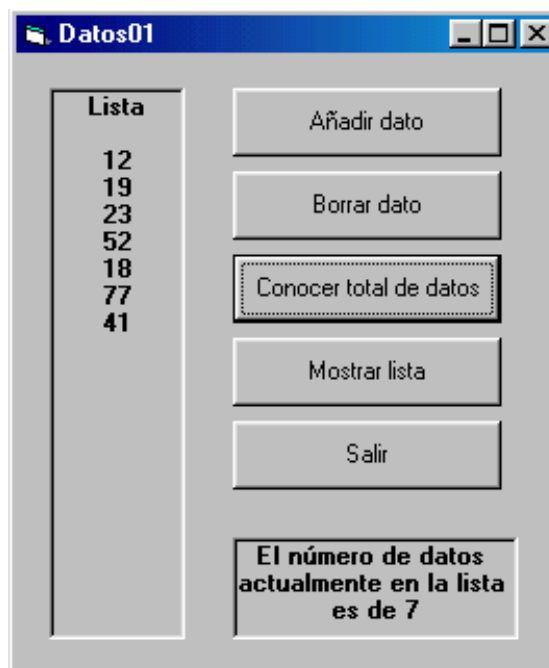 Datos01
Lista
12
19
23
52
18
77
41
Añadir dato
Borrar dato
Conocer total de datos
Mostrar lista
Salir
El número de datos
actualmente en la lista
es de 7